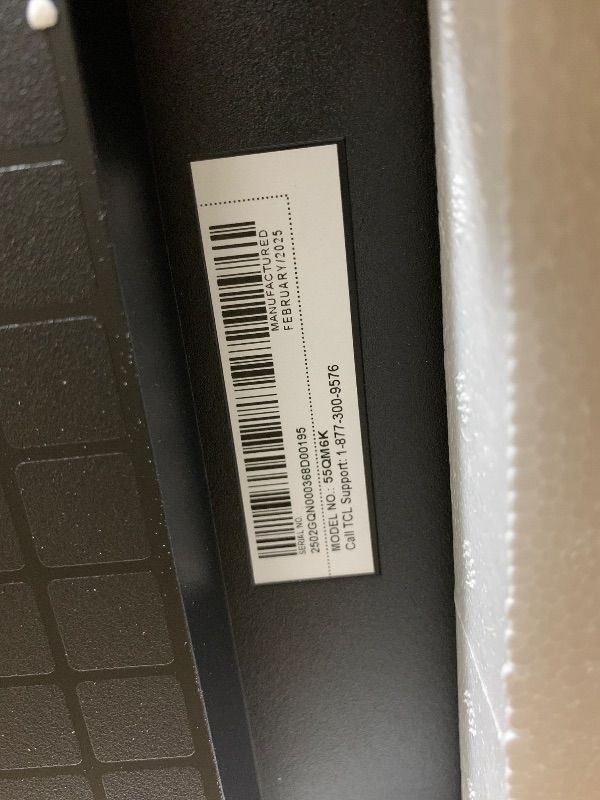 MANUFACTURED
FEBRUARY/2025
SERIAL NO.
2502GQN000368D00195
MODEL NO.: 55QM6K
Call TCL Support: 1-877-300-9576